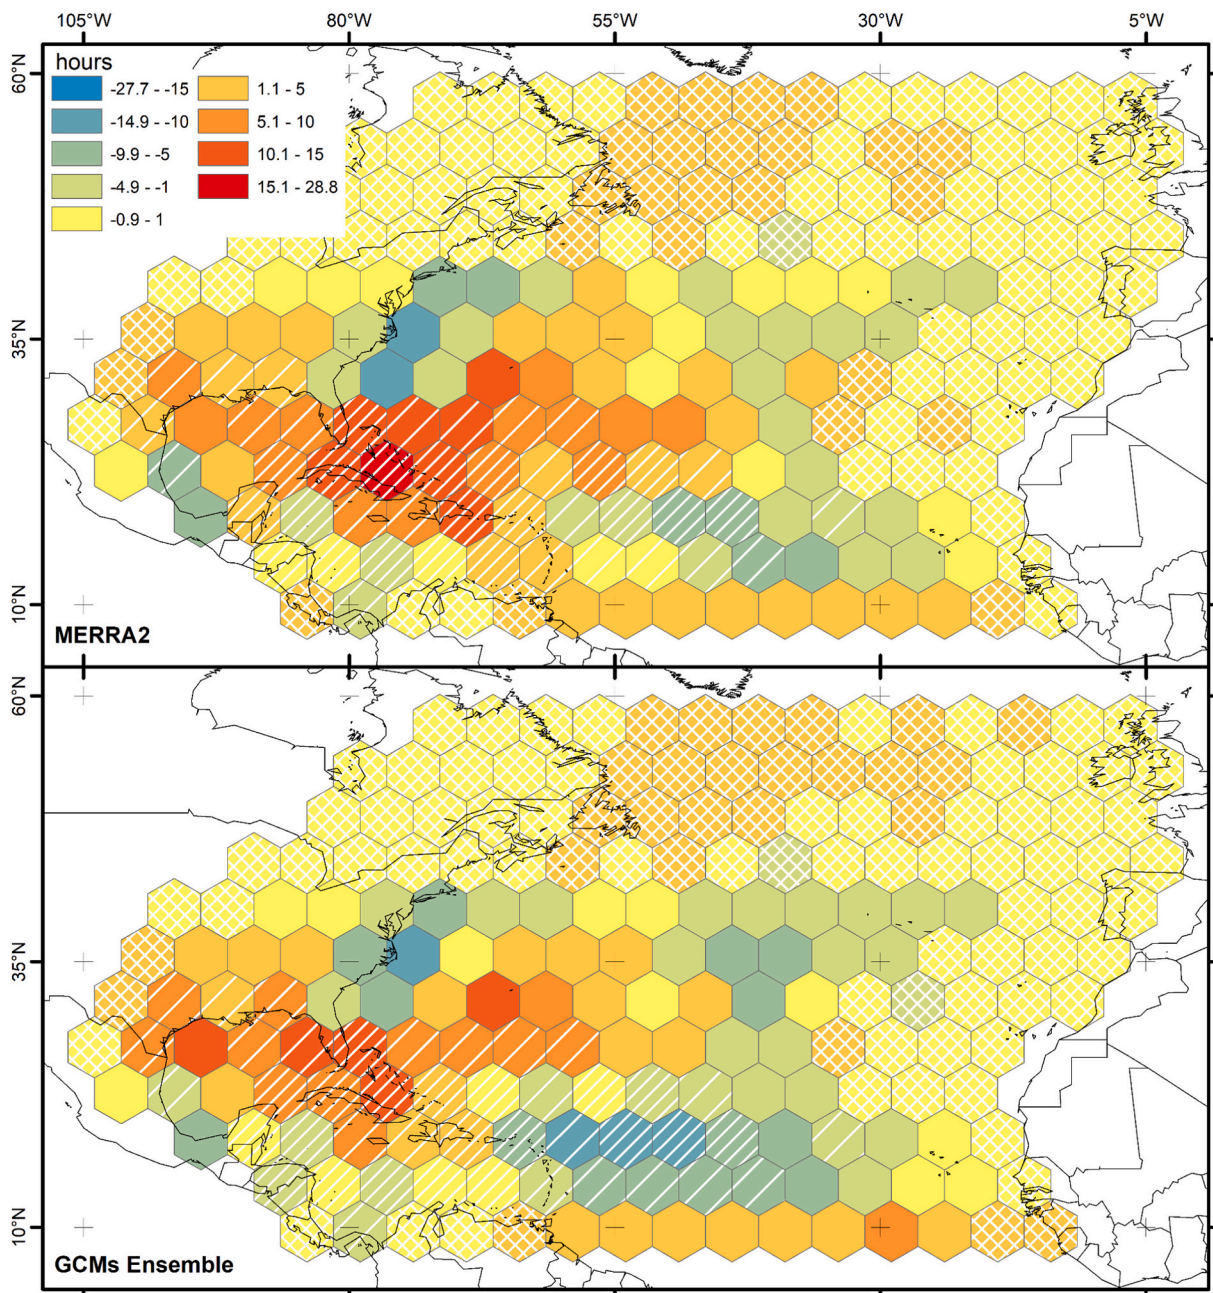 105°W 80°W 55°W 30°W 5°W
hours
-27.7 - -15
-14.9 - -10
-9.9 - -5
-4.9 - -1
-0.9 - 1
1.1 - 5
5.1 - 10
10.1 - 15
15.1 - 28.8
60°N
35°N
10°N
MERRA2
60°N
35°N
10°N
GCMs Ensemble